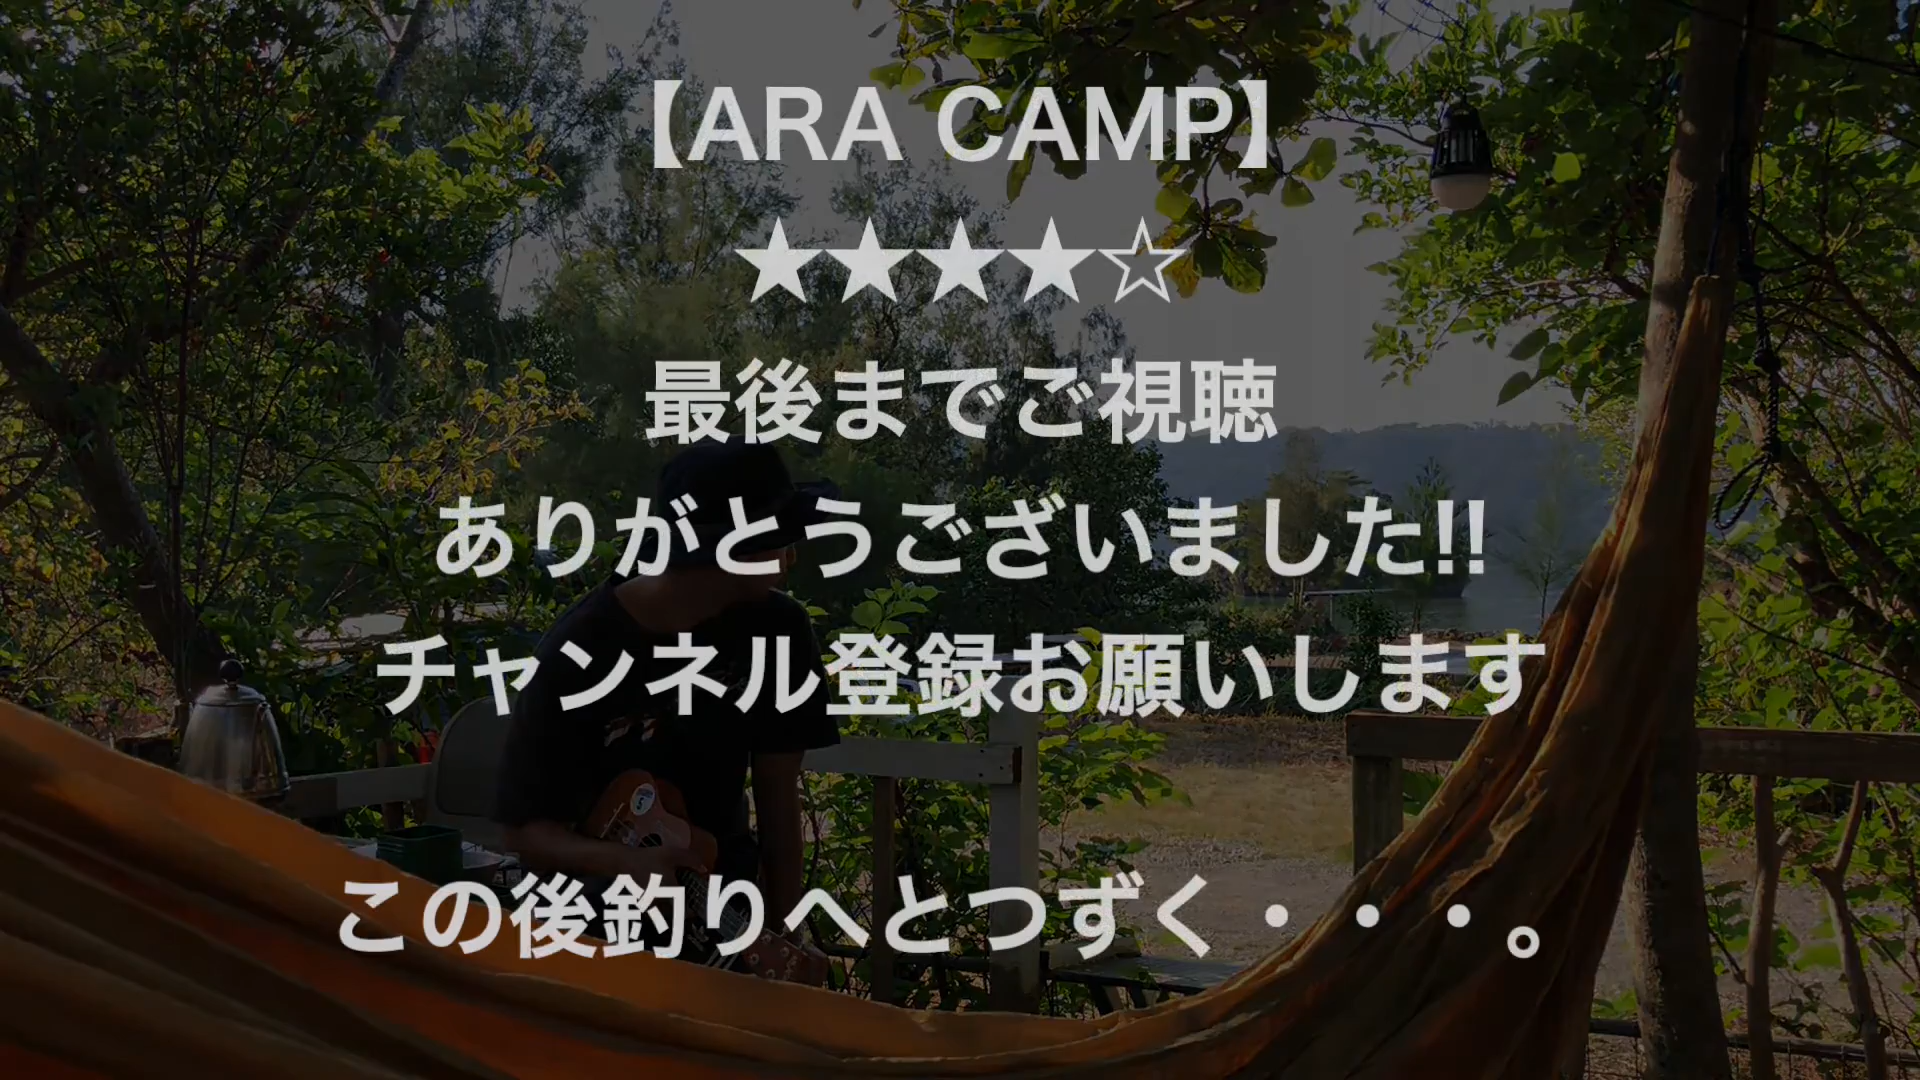 【ARA CAMP】
★★★★☆
最後までご視聴
ありがとうございました!!
チャンネル登録お願いします
この後釣りへとつずく・・・。